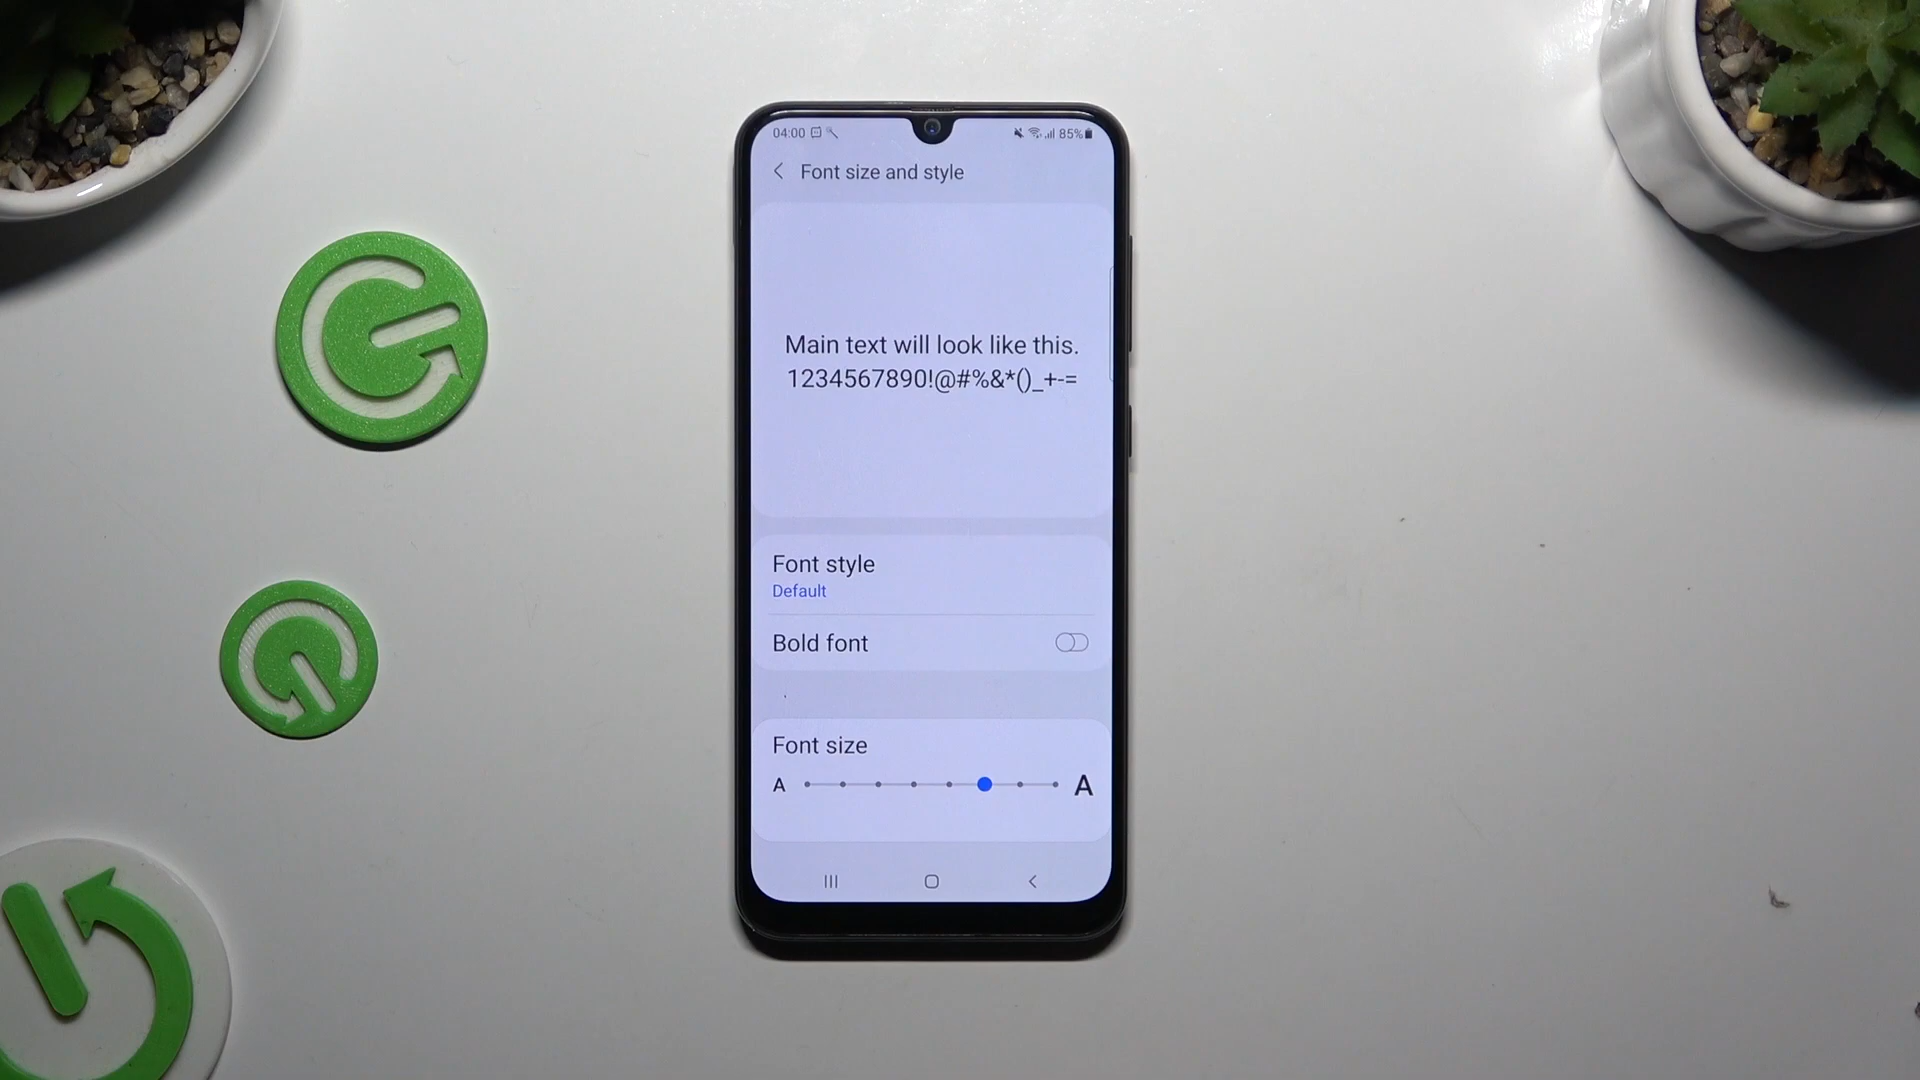 04:00 85%
Font size and style
Main text will look like this.
1234567890!@#%&*()_+-=
Font style
Default
Bold font
Font size
A A